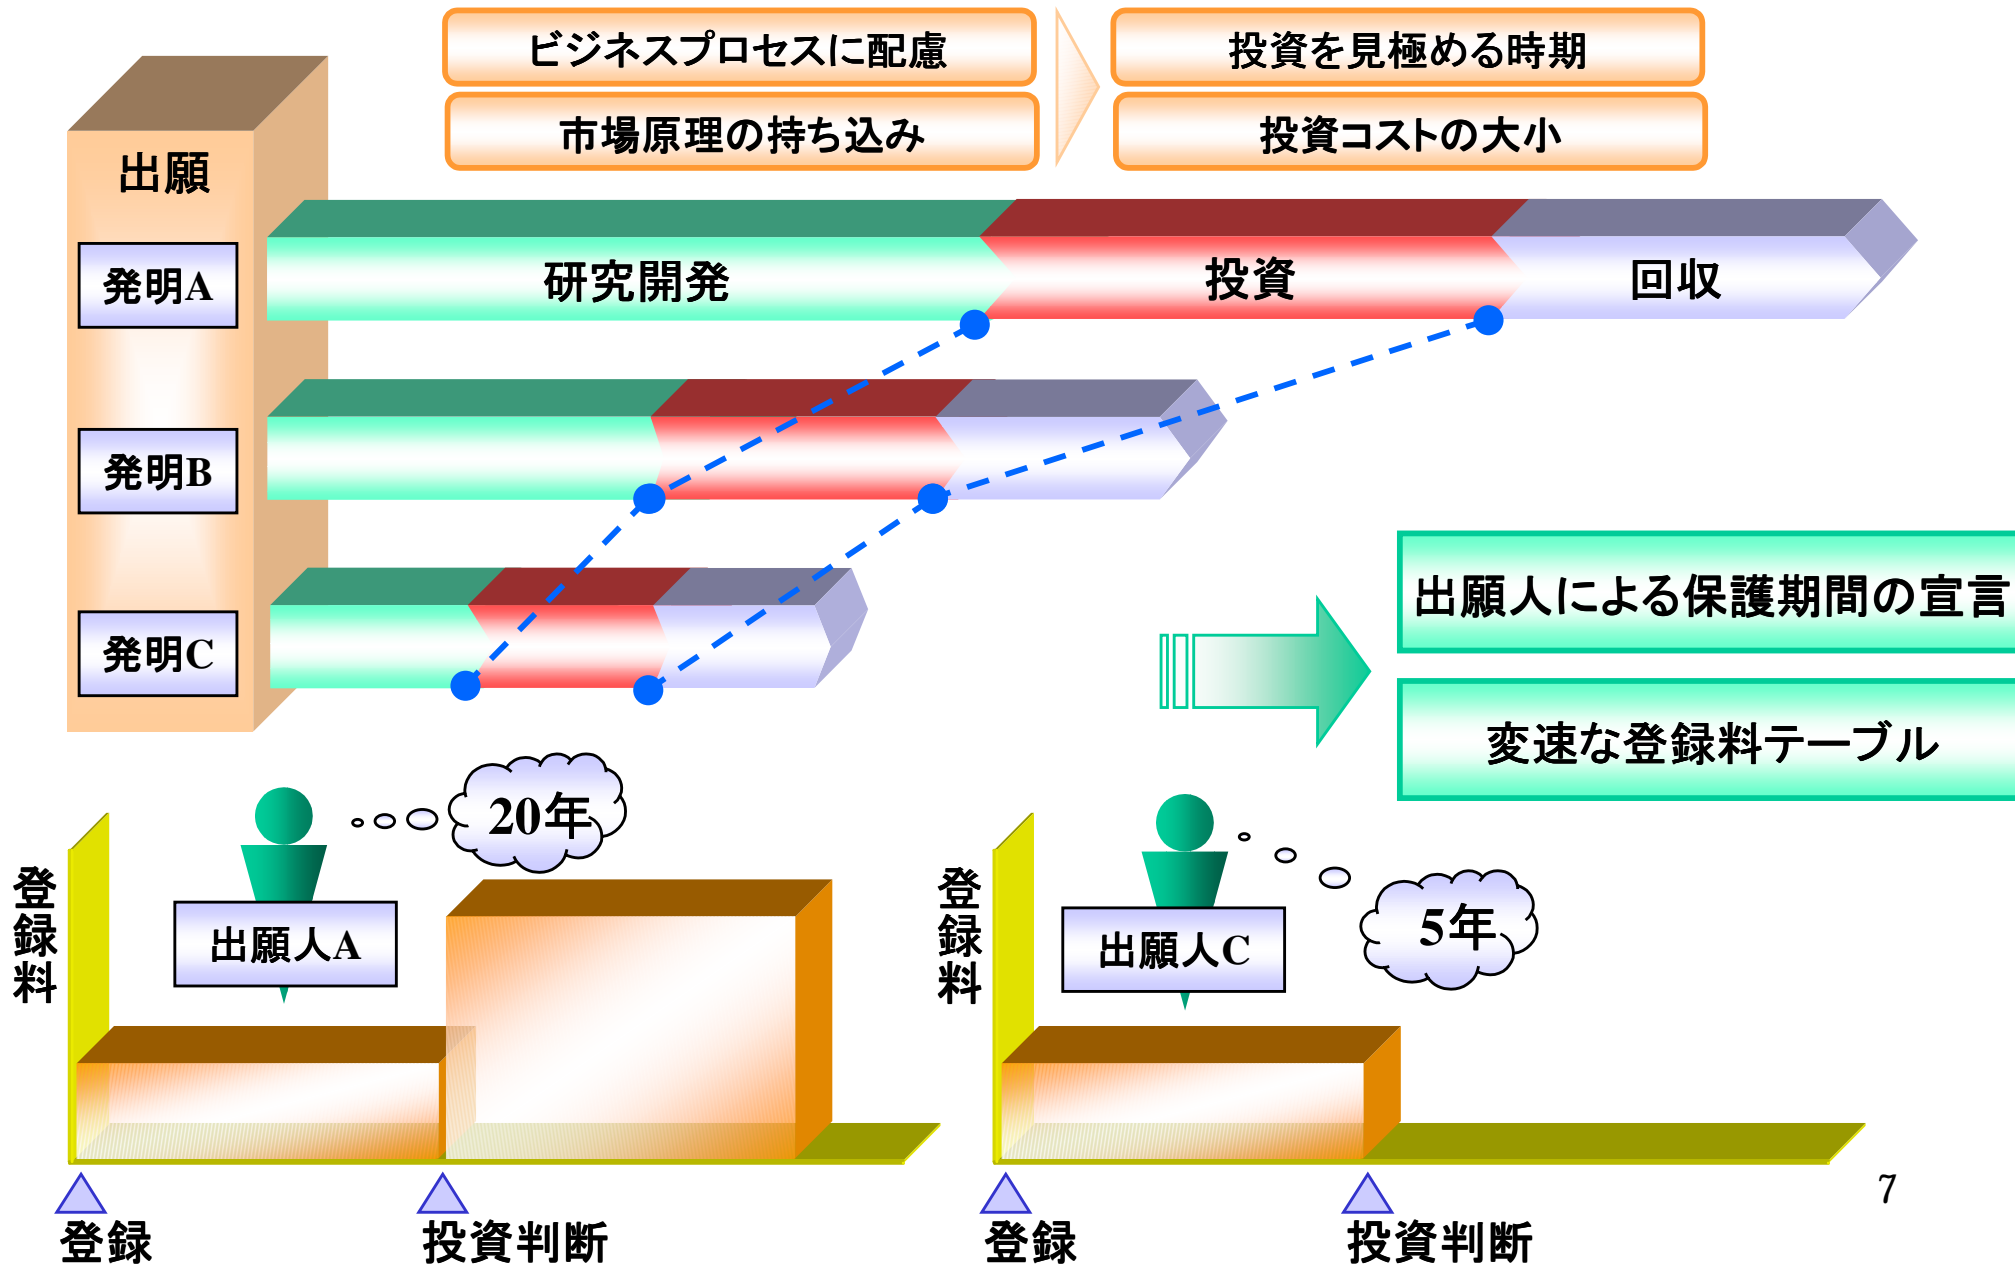 ビジネスプロセスに配慮
投資を見極める時期
市場原理の持ち込み
投資コストの大小
出願
発明A
研究開発
投資
回収
発明B
発明C
出願人による保護期間の宣言
変速な登録料テーブル
20年
登録料
出願人A
登録
投資判断
5年
登録料
出願人C
登録
投資判断
7